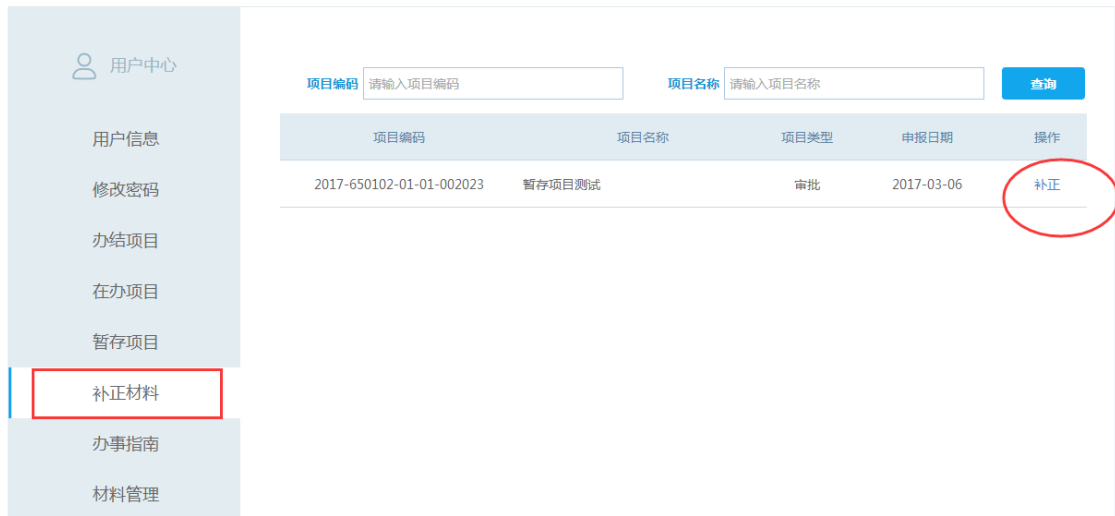 用户中心
用户信息
修改密码
办结项目
在办项目
暂存项目
补正材料
办事指南
材料管理
项目编码 请输入项目编码 项目名称 请输入项目名称 查询
项目编码 项目名称 项目类型 申报日期 操作
2017-650102-01-01-002023 暂存项目测试 审批 2017-03-06 补正